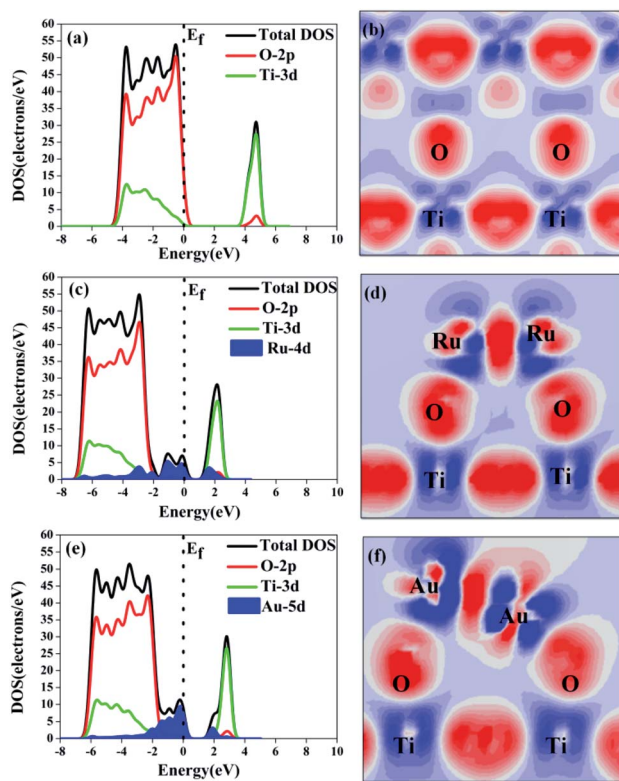 (a)
E_f
Total DOS
O-2p
Ti-3d
DOS(electrons/eV)
60
55
50
45
40
35
30
25
20
15
10
5
0
-8 -6 -4 -2 0 2 4 6 8 10
Energy(eV)
(b)
O O
Ti Ti
(c)
E_f
Total DOS
O-2p
Ti-3d
Ru-4d
DOS(electrons/eV)
60
55
50
45
40
35
30
25
20
15
10
5
0
-8 -6 -4 -2 0 2 4 6 8 10
Energy(eV)
(d)
Ru Ru
O O
Ti Ti
(e)
E_f
Total DOS
O-2p
Ti-3d
Au-5d
DOS(electrons/eV)
60
55
50
45
40
35
30
25
20
15
10
5
0
-8 -6 -4 -2 0 2 4 6 8 10
Energy(eV)
(f)
Au
Au
O O
Ti Ti